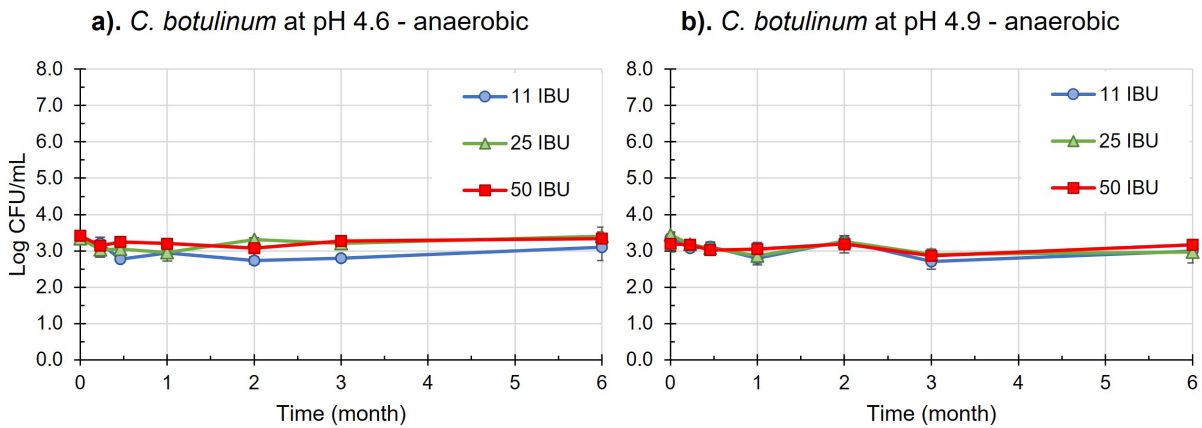 a). C. botulinum at pH 4.6 - anaerobic
8.0
7.0
6.0
5.0
4.0
3.0
2.0
1.0
0.0
Log CFU/mL
11 IBU
25 IBU
50 IBU
0 1 2 3 4 5 6
Time (month)
b). C. botulinum at pH 4.9 - anaerobic
8.0
7.0
6.0
5.0
4.0
3.0
2.0
1.0
0.0
11 IBU
25 IBU
50 IBU
0 1 2 3 4 5 6
Time (month)